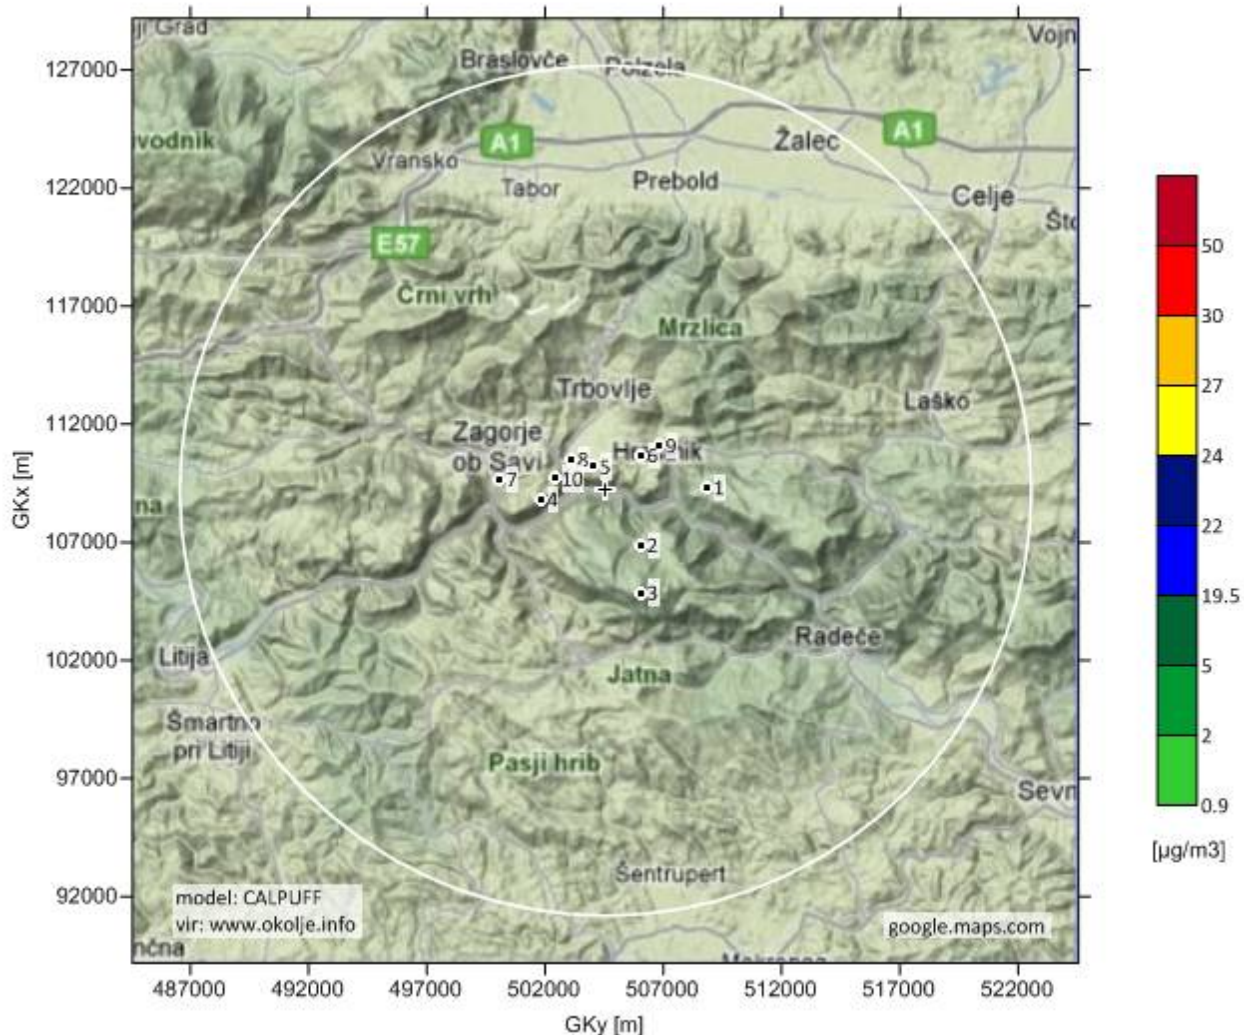 127000
122000
117000
112000
107000
102000
97000
92000
GKx [m]
Braslovče
Polzela
A1
A1
Žalec
Vransko
Tabor
Prebold
Celje
E57
Črni vrh
Mrzlica
Trbovlje
Laško
Zagorje
ob Savi
9
6
8
5
10
7
4
1
2
3
Radeče
Litija
Jatna
Šmartno
pri Litiji
Pasji hrib
Šentrupert
model: CALPUFF
vir: www.okolje.info
google.maps.com
487000 492000 497000 502000 507000 512000 517000 522000
GKy [m]
50
30
27
24
22
19.5
5
2
0.9
[µg/m3]